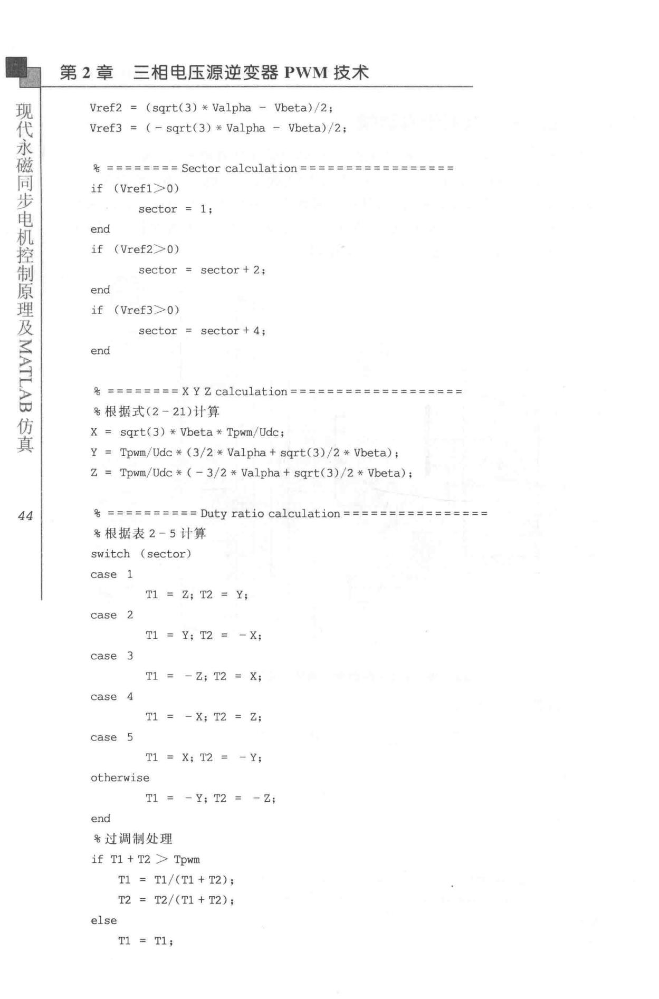 第 2 章 三相电压源逆变器 PWM 技术
现代永磁同步电机控制原理及MATLAB仿真
44
Vref2 = (sqrt(3) * Valpha - Vbeta)/2;
Vref3 = (- sqrt(3) * Valpha - Vbeta)/2;
% ======== Sector calculation =================
if (Vref1>0)
sector = 1;
end
if (Vref2>0)
sector = sector + 2;
end
if (Vref3>0)
sector = sector + 4;
end
% ======== X Y Z calculation ===================
% 根据式(2-21)计算
X = sqrt(3) * Vbeta * Tpwm/Udc;
Y = Tpwm/Udc * (3/2 * Valpha + sqrt(3)/2 * Vbeta);
Z = Tpwm/Udc * (- 3/2 * Valpha + sqrt(3)/2 * Vbeta);
% ========== Duty ratio calculation ================
% 根据表 2-5 计算
switch (sector)
case 1
T1 = Z; T2 = Y;
case 2
T1 = Y; T2 = - X;
case 3
T1 = - Z; T2 = X;
case 4
T1 = - X; T2 = Z;
case 5
T1 = X; T2 = - Y;
otherwise
T1 = - Y; T2 = - Z;
end
% 过调制处理
if T1 + T2 > Tpwm
T1 = T1/(T1 + T2);
T2 = T2/(T1 + T2);
else
T1 = T1;